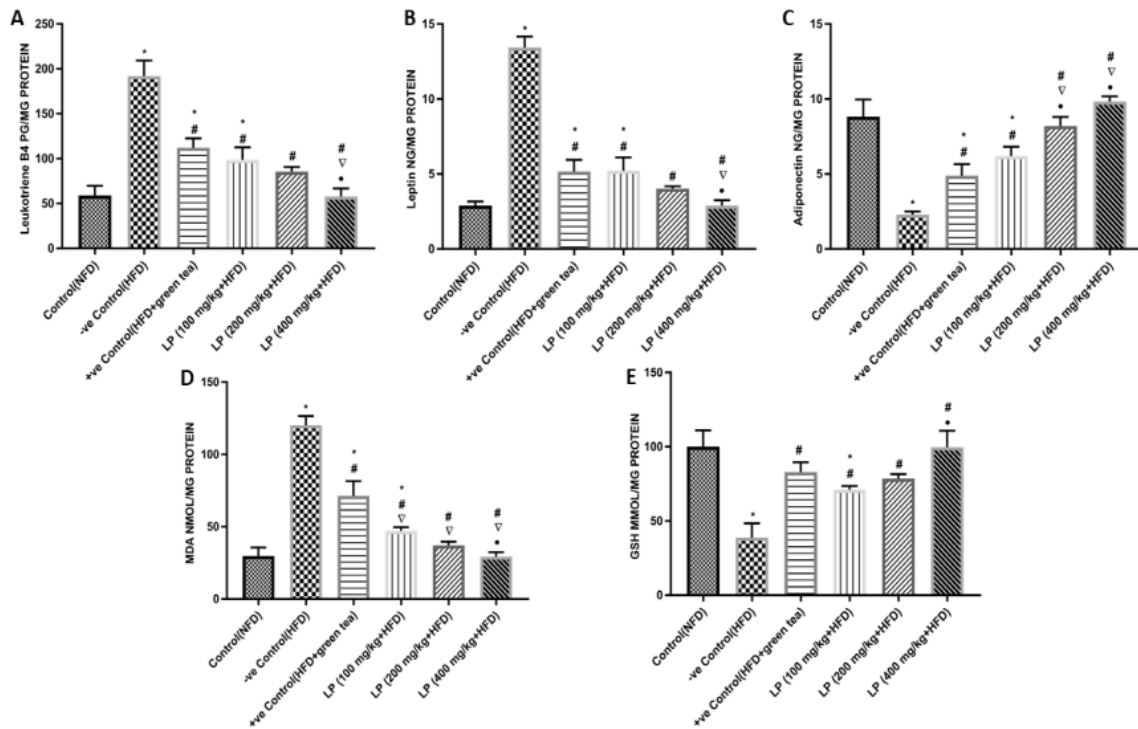 A
Leukotriene B4 PG/MG PROTEIN
250
200
150
100
50
0
*
*
#
*
#
#
#
▽
●
Control(NFD)
-ve Control(HFD)
+ve Control(HFD+green tea)
LP (100 mg/kg+HFD)
LP (200 mg/kg+HFD)
LP (400 mg/kg+HFD)
B
Leptin NG/MG PROTEIN
15
10
5
0
*
*
#
*
#
#
#
▽
●
Control(NFD)
-ve Control(HFD)
+ve Control(HFD+green tea)
LP (100 mg/kg+HFD)
LP (200 mg/kg+HFD)
LP (400 mg/kg+HFD)
C
Adiponectin NG/MG PROTEIN
15
10
5
0
*
*
#
*
#
#
▽
●
#
▽
●
Control(NFD)
-ve Control(HFD)
+ve Control(HFD+green tea)
LP (100 mg/kg+HFD)
LP (200 mg/kg+HFD)
LP (400 mg/kg+HFD)
D
MDA NMOL/MG PROTEIN
150
100
50
0
*
*
#
*
#
▽
#
▽
#
▽
●
Control(NFD)
-ve Control(HFD)
+ve Control(HFD+green tea)
LP (100 mg/kg+HFD)
LP (200 mg/kg+HFD)
LP (400 mg/kg+HFD)
E
GSH MMOL/MG PROTEIN
150
100
50
0
*
#
*
#
#
#
●
Control(NFD)
-ve Control(HFD)
+ve Control(HFD+green tea)
LP (100 mg/kg+HFD)
LP (200 mg/kg+HFD)
LP (400 mg/kg+HFD)